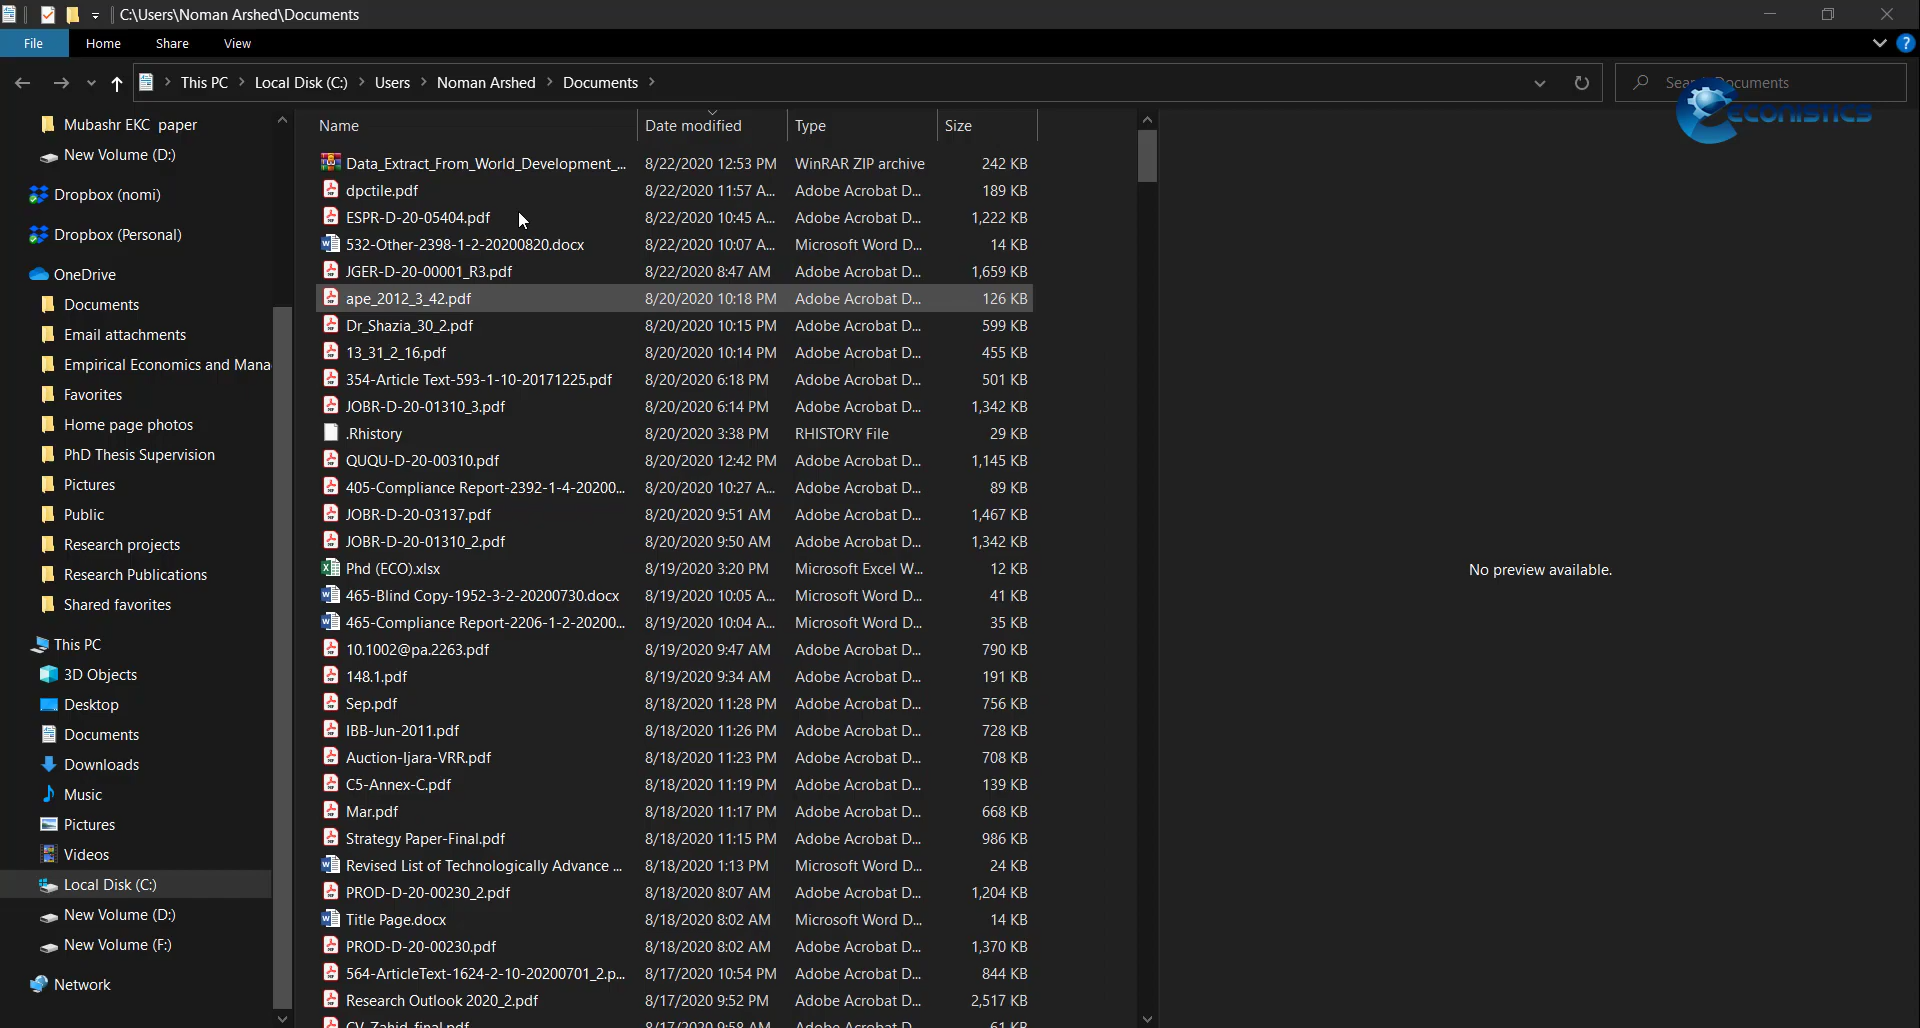 C:\Users\Noman Arshed\Documents
File Home Share View
This PC Local Disk (C:) Users Noman Arshed Documents
Search Documents
ECONISTICS
Mubashr EKC paper
New Volume (D:)
Dropbox (nomi)
Dropbox (Personal)
OneDrive
Documents
Email attachments
Empirical Economics and Mana
Favorites
Home page photos
PhD Thesis Supervision
Pictures
Public
Research projects
Research Publications
Shared favorites
This PC
3D Objects
Desktop
Documents
Downloads
Music
Pictures
Videos
Local Disk (C:)
New Volume (D:)
New Volume (F:)
Network
Name Date modified Type Size
Data_Extract_From_World_Development_... 8/22/2020 12:53 PM WinRAR ZIP archive 242 KB
dpctile.pdf 8/22/2020 11:57 A... Adobe Acrobat D... 189 KB
ESPR-D-20-05404.pdf 8/22/2020 10:45 A... Adobe Acrobat D... 1,222 KB
532-Other-2398-1-2-20200820.docx 8/22/2020 10:07 A... Microsoft Word D... 14 KB
JGER-D-20-00001_R3.pdf 8/22/2020 8:47 AM Adobe Acrobat D... 1,659 KB
ape_2012_3_42.pdf 8/20/2020 10:18 PM Adobe Acrobat D... 126 KB
Dr_Shazia_30_2.pdf 8/20/2020 10:15 PM Adobe Acrobat D... 599 KB
13_31_2_16.pdf 8/20/2020 10:14 PM Adobe Acrobat D... 455 KB
354-Article Text-593-1-10-20171225.pdf 8/20/2020 6:18 PM Adobe Acrobat D... 501 KB
JOBR-D-20-01310_3.pdf 8/20/2020 6:14 PM Adobe Acrobat D... 1,342 KB
.Rhistory 8/20/2020 3:38 PM RHISTORY File 29 KB
QUQU-D-20-00310.pdf 8/20/2020 12:42 PM Adobe Acrobat D... 1,145 KB
405-Compliance Report-2392-1-4-20200... 8/20/2020 10:27 A... Adobe Acrobat D... 89 KB
JOBR-D-20-03137.pdf 8/20/2020 9:51 AM Adobe Acrobat D... 1,467 KB
JOBR-D-20-01310_2.pdf 8/20/2020 9:50 AM Adobe Acrobat D... 1,342 KB
Phd (ECO).xlsx 8/19/2020 3:20 PM Microsoft Excel W... 12 KB
465-Blind Copy-1952-3-2-20200730.docx 8/19/2020 10:05 A... Microsoft Word D... 41 KB
465-Compliance Report-2206-1-2-20200... 8/19/2020 10:04 A... Microsoft Word D... 35 KB
10.1002@pa.2263.pdf 8/19/2020 9:47 AM Adobe Acrobat D... 790 KB
148.1.pdf 8/19/2020 9:34 AM Adobe Acrobat D... 191 KB
Sep.pdf 8/18/2020 11:28 PM Adobe Acrobat D... 756 KB
IBB-Jun-2011.pdf 8/18/2020 11:26 PM Adobe Acrobat D... 728 KB
Auction-Ijara-VRR.pdf 8/18/2020 11:23 PM Adobe Acrobat D... 708 KB
C5-Annex-C.pdf 8/18/2020 11:19 PM Adobe Acrobat D... 139 KB
Mar.pdf 8/18/2020 11:17 PM Adobe Acrobat D... 668 KB
Strategy Paper-Final.pdf 8/18/2020 11:15 PM Adobe Acrobat D... 986 KB
Revised List of Technologically Advance ... 8/18/2020 1:13 PM Microsoft Word D... 24 KB
PROD-D-20-00230_2.pdf 8/18/2020 8:07 AM Adobe Acrobat D... 1,204 KB
Title Page.docx 8/18/2020 8:02 AM Microsoft Word D... 14 KB
PROD-D-20-00230.pdf 8/18/2020 8:02 AM Adobe Acrobat D... 1,370 KB
564-ArticleText-1624-2-10-20200701_2.p... 8/17/2020 10:54 PM Adobe Acrobat D... 844 KB
Research Outlook 2020_2.pdf 8/17/2020 9:52 PM Adobe Acrobat D... 2,517 KB
CV_Zahid_final.pdf 8/17/2020 9:58 AM Adobe Acrobat D... 61 KB
No preview available.